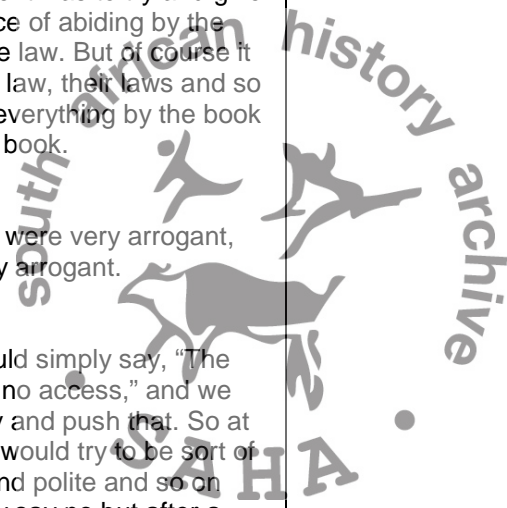 ce of abiding by the
e law. But of course it
law, their laws and so
everything by the book
book.
were very arrogant,
y arrogant.
uld simply say, “The
no access,” and we
y and push that. So at
would try to be sort of
nd polite and so on
south african history archive
SAHA